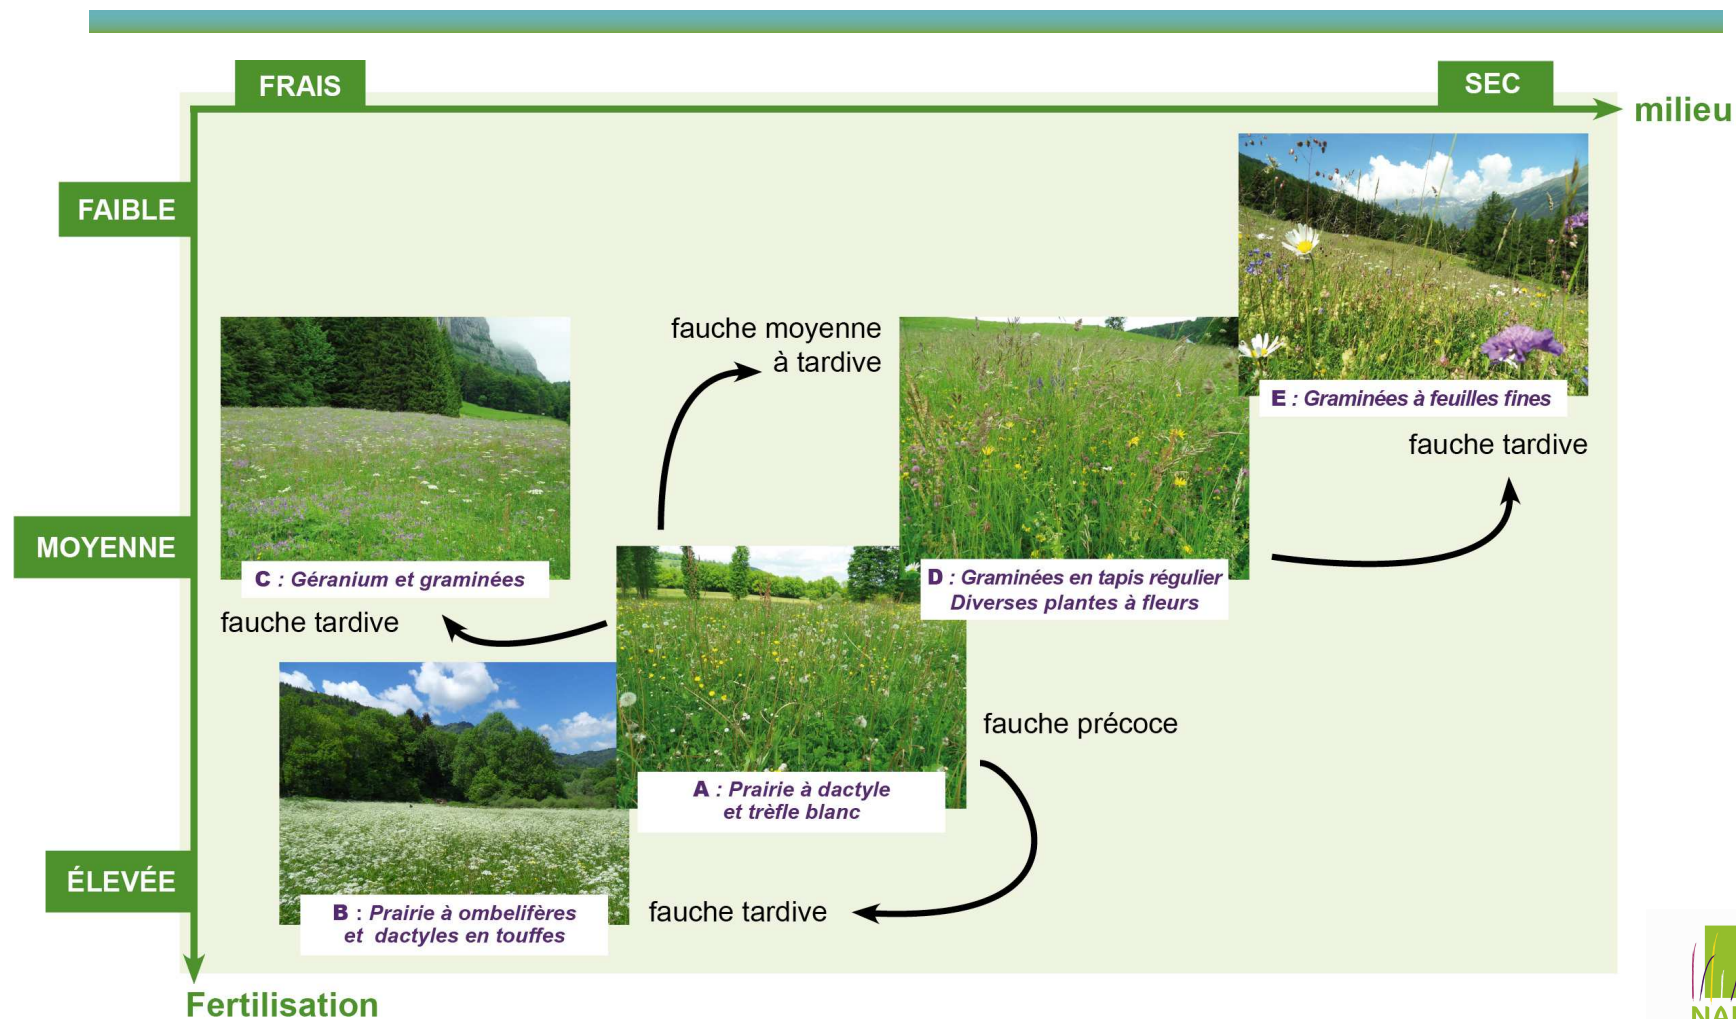 FRAIS
SEC
milieu
FAIBLE
fauche moyenne
à tardive
E : Graminées à feuilles fines
fauche tardive
MOYENNE
C : Géranium et graminées
D : Graminées en tapis régulier
Diverses plantes à fleurs
fauche tardive
fauche précoce
A : Prairie à dactyle
et trèfle blanc
ÉLEVÉE
B : Prairie à ombelifères
et dactyles en touffes
fauche tardive
Fertilisation